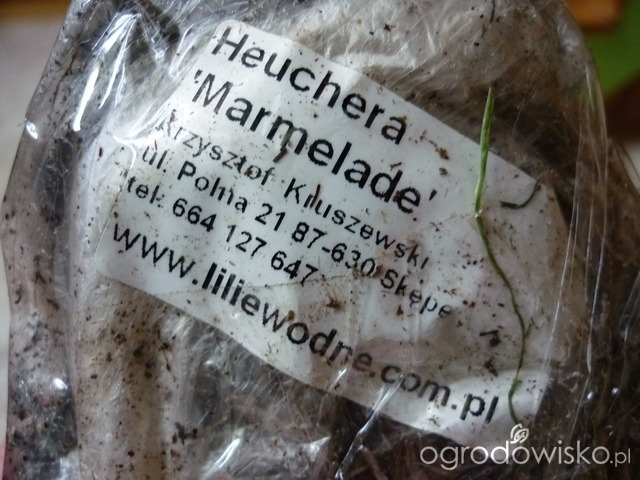 Heuchera
'Marmelade'
Krzysztof Kiluszewski
ul. Polna 21 87-630 Skępe
tel. 664 127 647
www.liliewodne.com.pl
ogrodowisko.pl